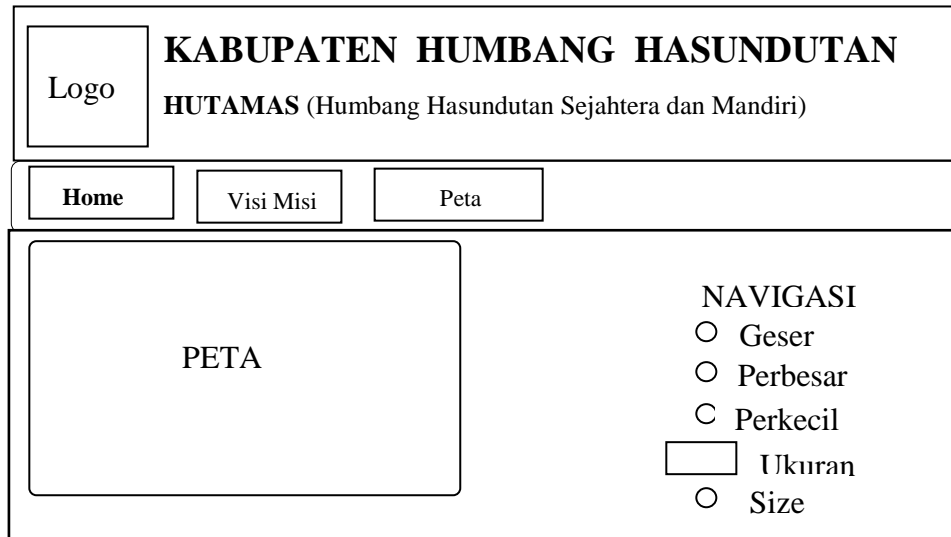 Logo
KABUPATEN HUMBANG HASUNDUTAN
HUTAMAS (Humbang Hasundutan Sejahtera dan Mandiri)
Home
Visi Misi
Peta
PETA
NAVIGASI
Geser
Perbesar
Perkecil
Ukuran
Size